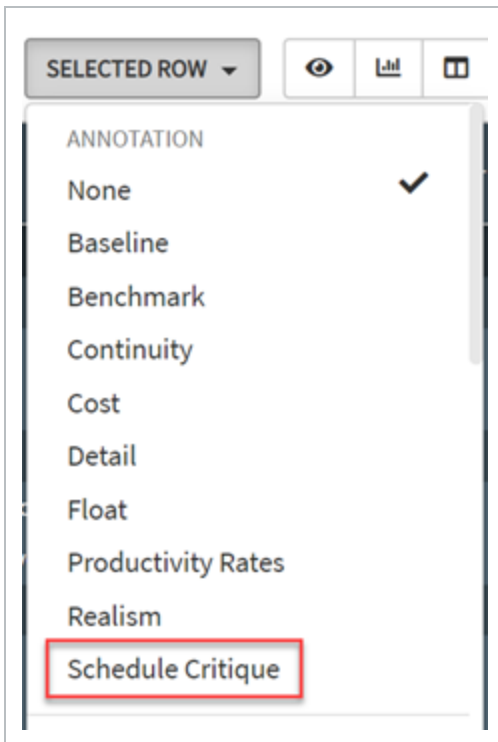 SELECTED ROW
ANNOTATION
None
Baseline
Benchmark
Continuity
Cost
Detail
Float
Productivity Rates
Realism
Schedule Critique